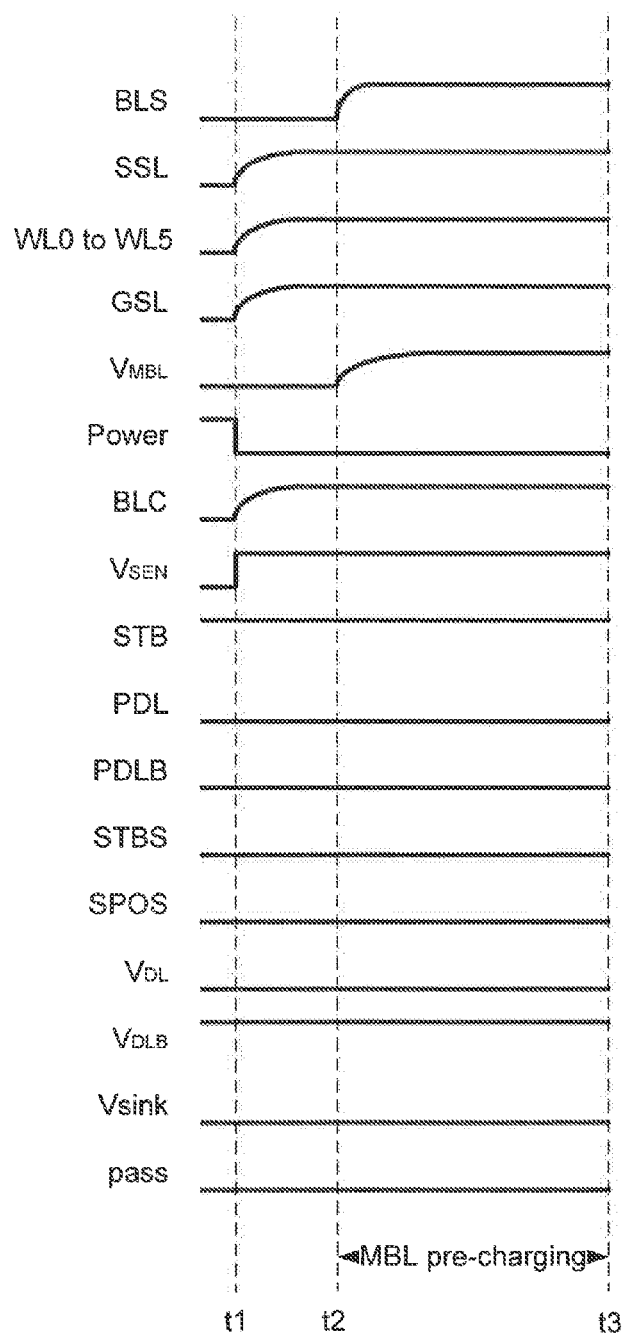 BLS
SSL
WL0 to WL5
GSL
VMBL
Power
BLC
VSEN
STB
PDL
PDLB
STBS
SPOS
VDL
VDLB
Vsink
pass
MBL pre-charging
t1 t2 t3